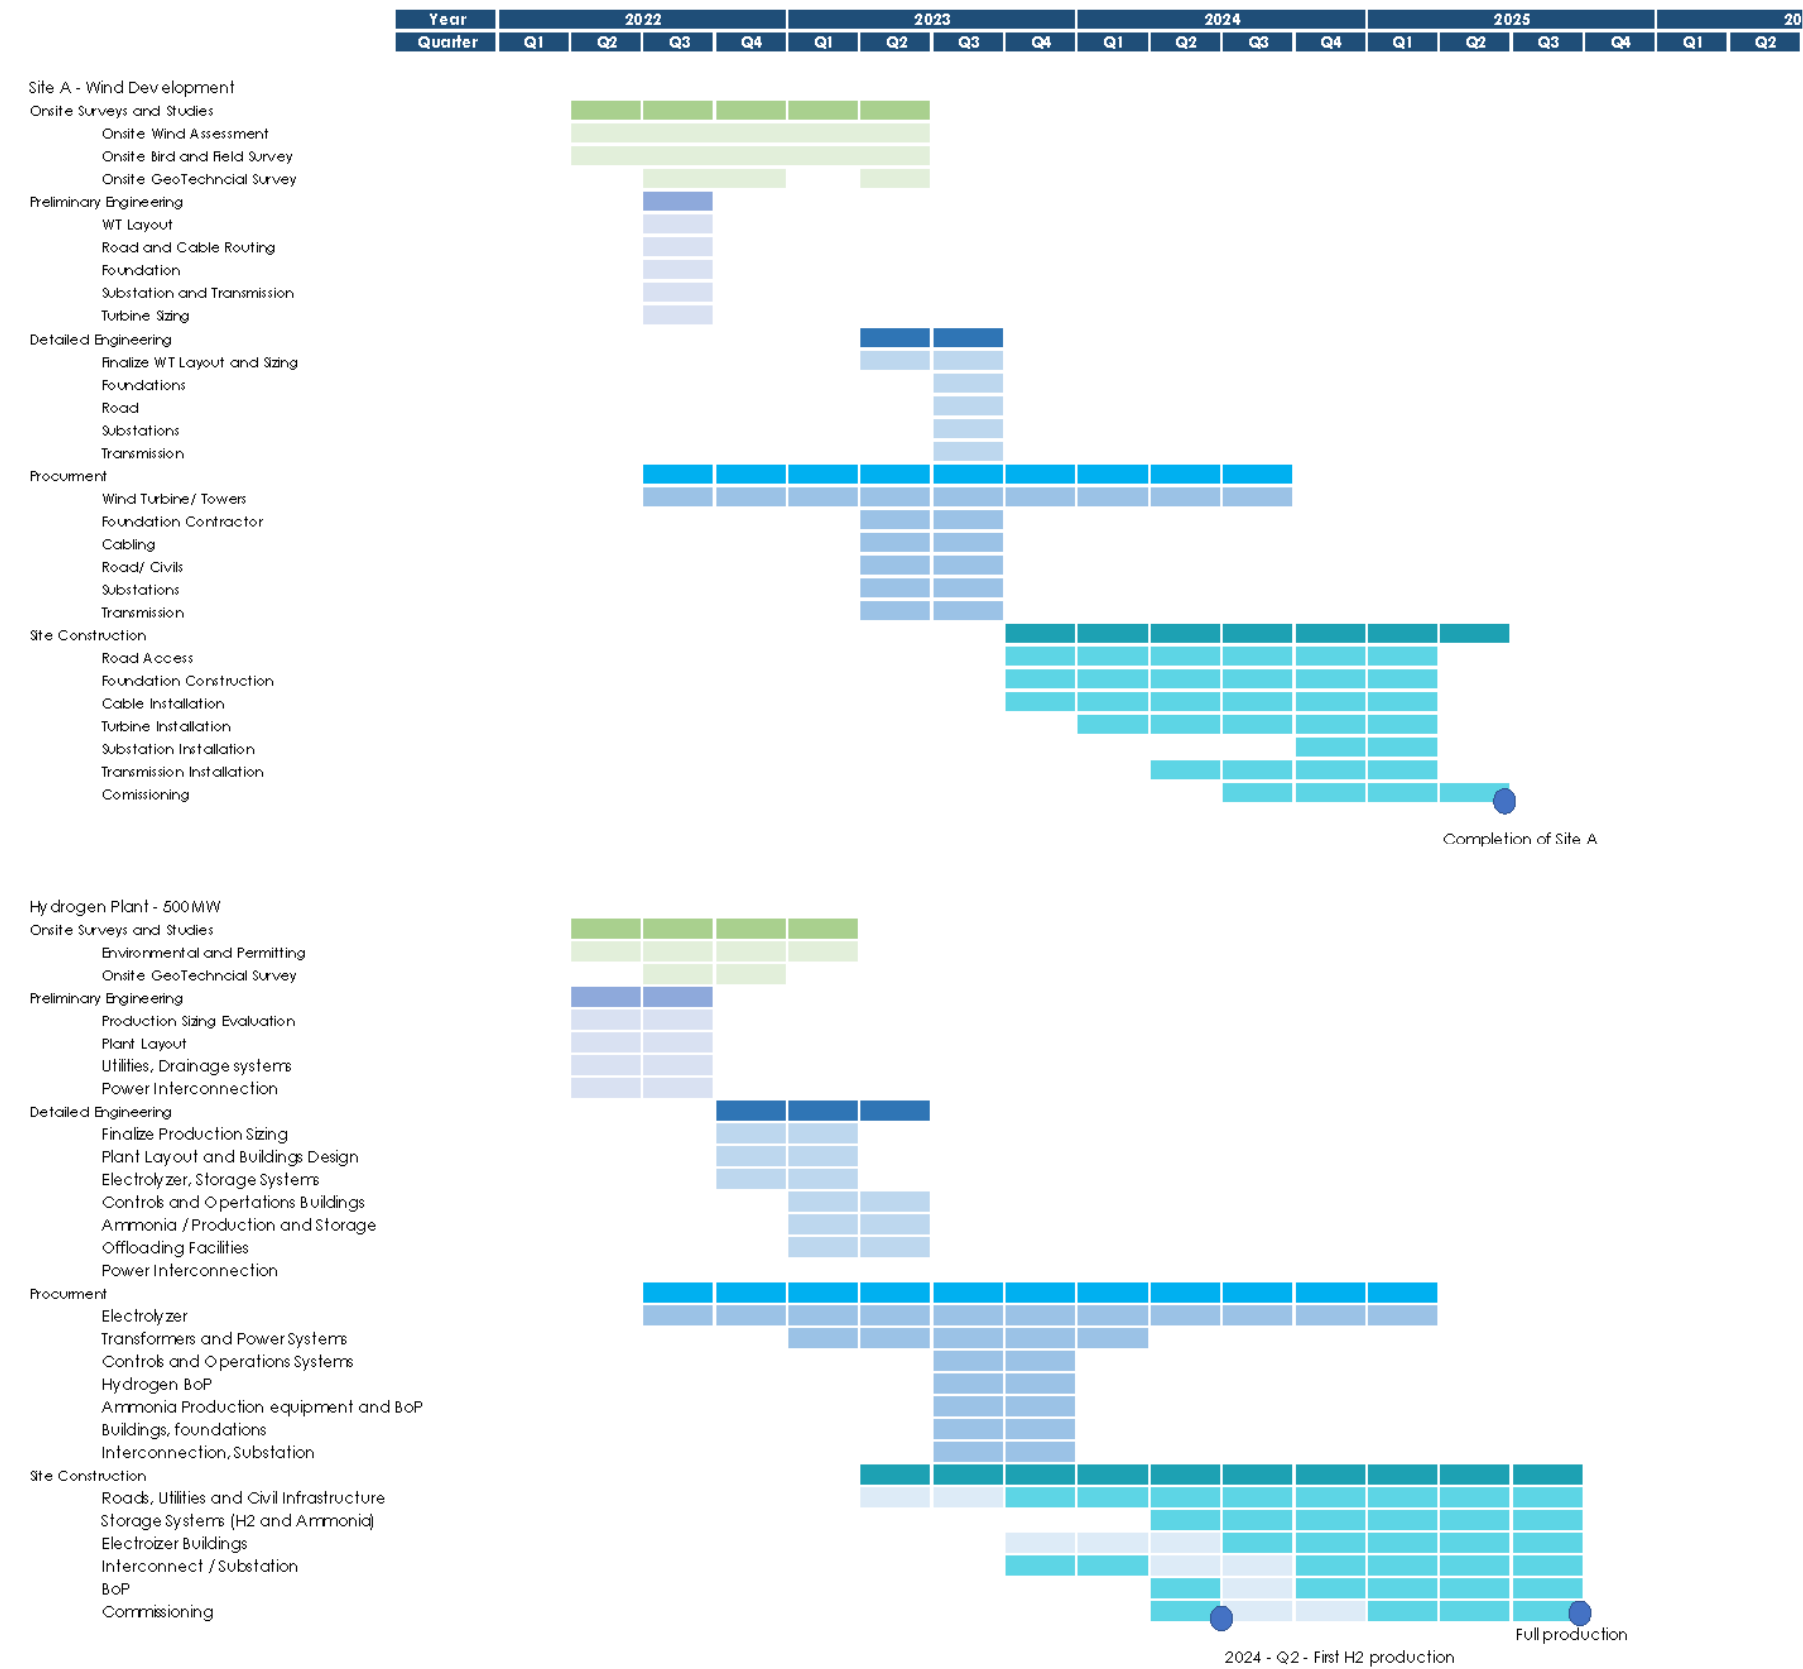 Year 2022 2023 2024 2025 20
Quarter Q1 Q2 Q3 Q4 Q1 Q2 Q3 Q4 Q1 Q2 Q3 Q4 Q1 Q2 Q3 Q4 Q1 Q2
Site A - Wind Development
Onsite Surveys and Studies
Onsite Wind Assessment
Onsite Bird and Field Survey
Onsite GeoTechncial Survey
Preliminary Engineering
WT Layout
Road and Cable Routing
Foundation
Substation and Transmission
Turbine Sizing
Detailed Engineering
Finalize WT Layout and Sizing
Foundations
Road
Substations
Transmission
Procurment
Wind Turbine/ Towers
Foundation Contractor
Cabling
Road/ Civils
Substations
Transmission
Site Construction
Road Access
Foundation Construction
Cable Installation
Turbine Installation
Substation Installation
Transmission Installation
Comissioning
Completion of Site A
Hydrogen Plant - 500MW
Onsite Surveys and Studies
Environmental and Permitting
Onsite GeoTechncial Survey
Preliminary Engineering
Production Sizing Evaluation
Plant Layout
Utilities, Drainage systems
Power Interconnection
Detailed Engineering
Finalize Production Sizing
Plant Layout and Buildings Design
Electrolyzer, Storage Systems
Controls and Opertations Buildings
Ammonia / Production and Storage
Offloading Facilities
Power Interconnection
Procurment
Electrolyzer
Transformers and Power Systems
Controls and Operations Systems
Hydrogen BoP
Ammonia Production equipment and BoP
Buildings, foundations
Interconnection, Substation
Site Construction
Roads, Utilities and Civil Infrastructure
Storage Systems (H2 and Ammonia)
Electroizer Buildings
Interconnect / Substation
BoP
Commissioning
Full production
2024 - Q2 - First H2 production